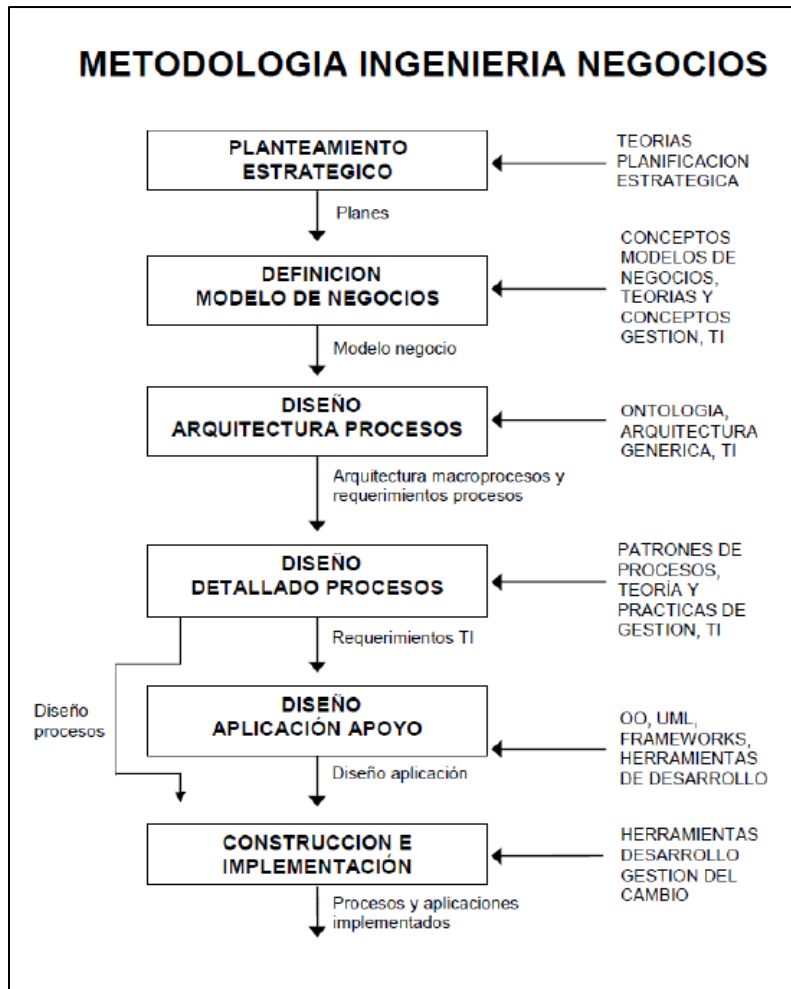 METODOLOGIA INGENIERIA NEGOCIOS
PLANTEAMIENTO
ESTRATEGICO
TEORIAS
PLANIFICACION
ESTRATEGICA
Planes
DEFINICION
MODELO DE NEGOCIOS
CONCEPTOS
MODELOS DE
NEGOCIOS,
TEORIAS Y
CONCEPTOS
GESTION, TI
Modelo negocio
DISEÑO
ARQUITECTURA PROCESOS
ONTOLOGIA,
ARQUITECTURA
GENERICA, TI
Arquitectura macroprocesos y
requerimientos procesos
DISEÑO
DETALLADO PROCESOS
PATRONES DE
PROCESOS,
TEORÍA Y
PRACTICAS DE
GESTION, TI
Requerimientos TI
Diseño
procesos
DISEÑO
APLICACIÓN APOYO
OO, UML,
FRAMEWORKS,
HERRAMIENTAS
DE DESARROLLO
Diseño aplicación
CONSTRUCCION E
IMPLEMENTACIÓN
HERRAMIENTAS
DESARROLLO
GESTION DEL
CAMBIO
Procesos y aplicaciones
implementados